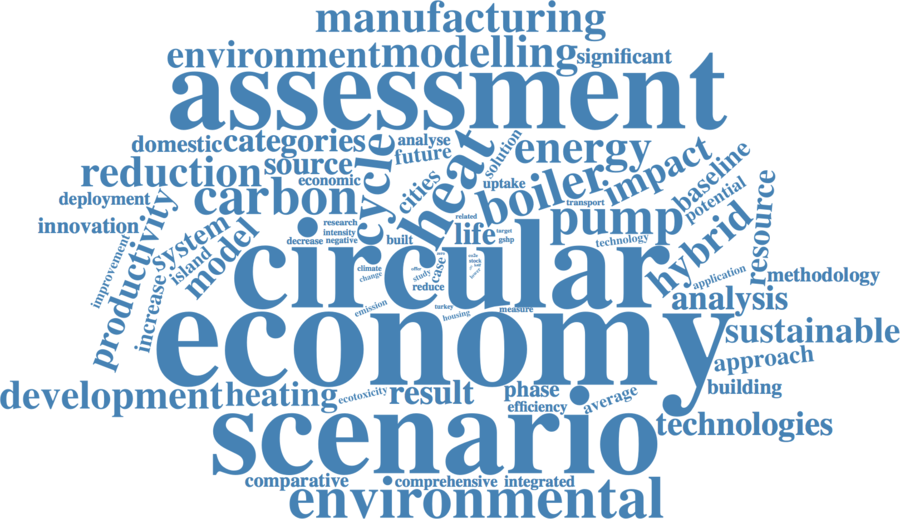 manufacturing
environment modelling significant
assessment
domestic categories cycle analyse heat solution
reduction source future energy
economic cities uptake boiler impact baseline
deployment carbon transport potential
innovation productivity system research related pump hybrid resource
improvement increase island model intensity built life target technology
decrease negative gshp
circular
climate change study case reduce application methodology
emission turkey housing measure analysis
economy sustainable
approach
development heating ecotoxicity result phase average building
efficiency
scenario technologies
comparative comprehensive integrated
environmental